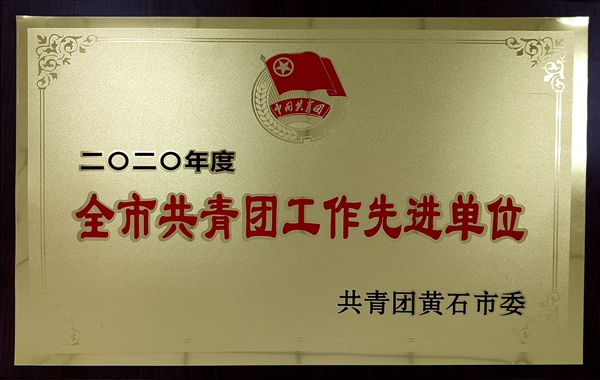 中国共青团
二〇二〇年度
全市共青团工作先进单位
共青团黄石市委